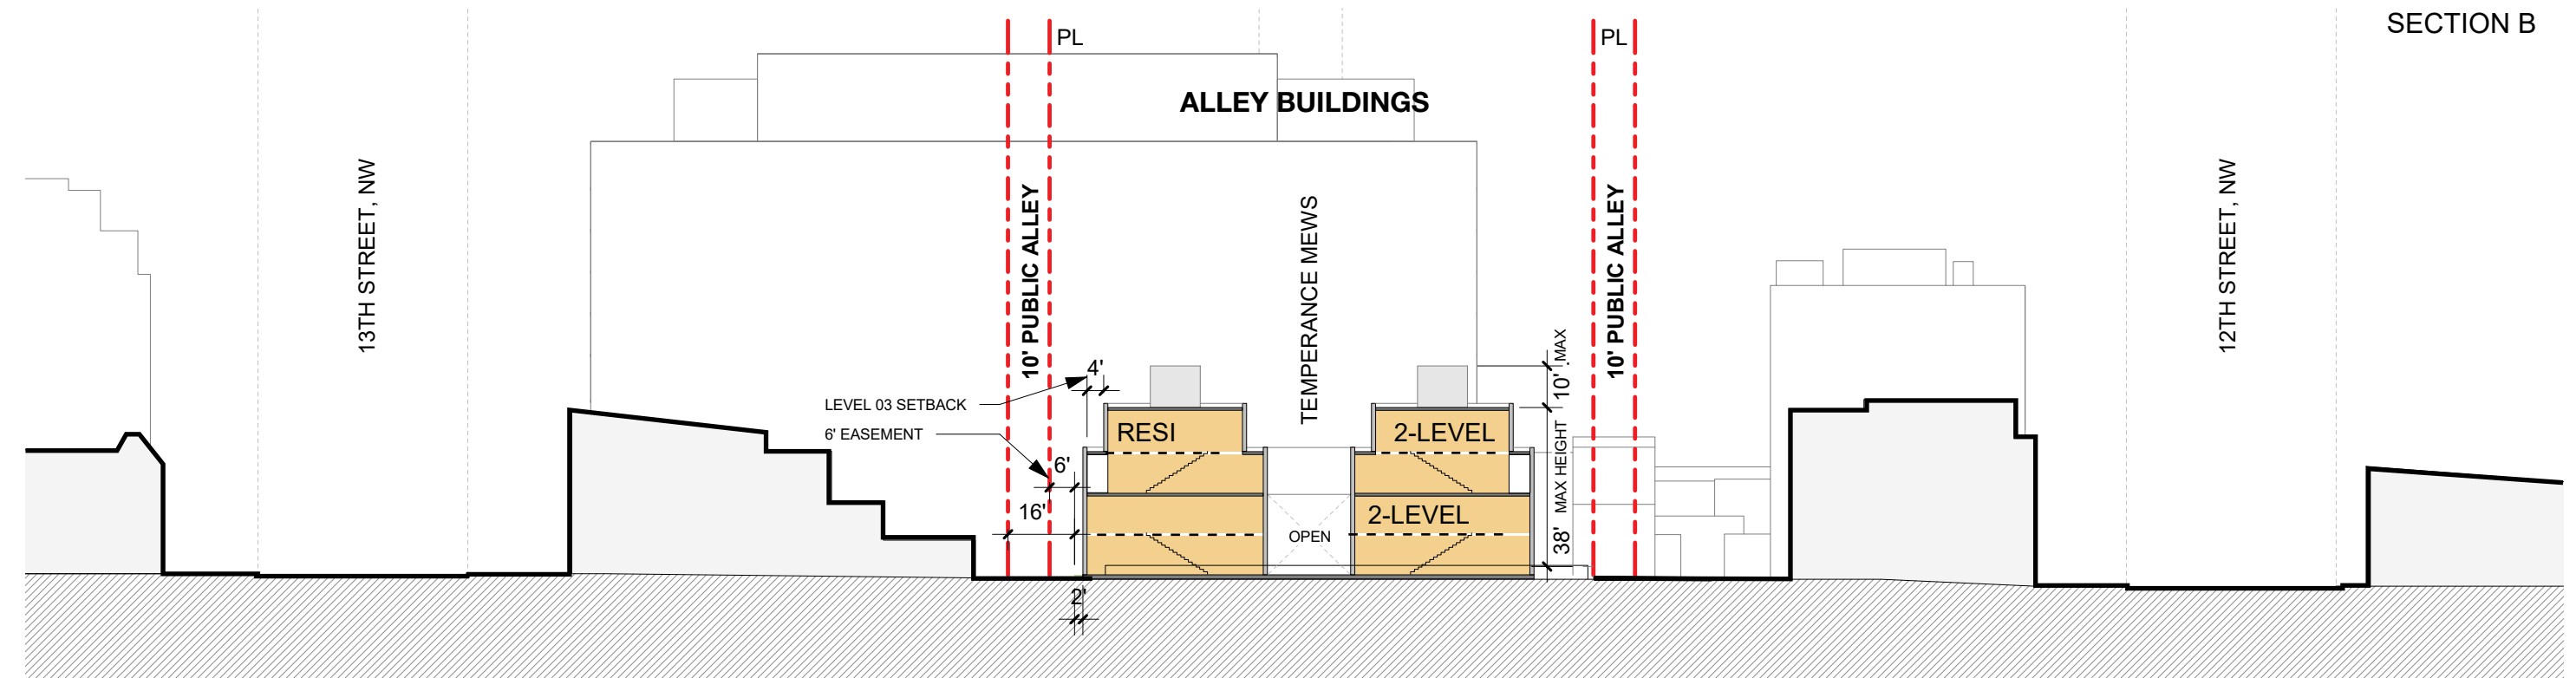 SECTION B
PL
PL
ALLEY BUILDINGS
13TH STREET, NW
10' PUBLIC ALLEY
TEMPERANCE MEWS
10' PUBLIC ALLEY
12TH STREET, NW
4'
10' MAX
LEVEL 03 SETBACK
6' EASEMENT
RESI
2-LEVEL
6'
16'
2-LEVEL
OPEN
38' MAX HEIGHT
2'